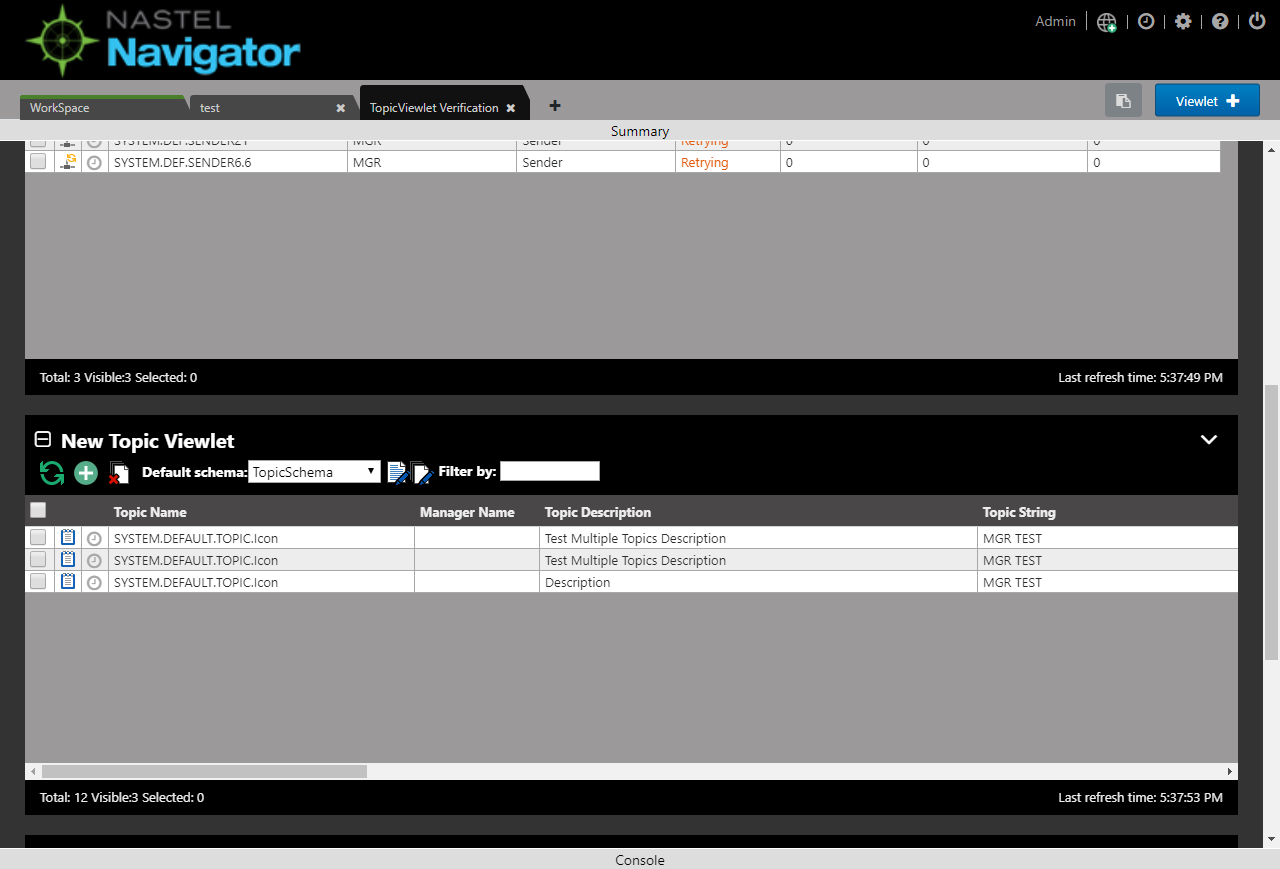 NASTEL
Navigator
Admin
WorkSpace
test
TopicViewlet Verification
Viewlet
Summary
SYSTEM.DEF.SENDER21 MGR Sender Retrying 0 0 0
SYSTEM.DEF.SENDER6.6 MGR Sender Retrying 0 0 0
Total: 3 Visible:3 Selected: 0
Last refresh time: 5:37:49 PM
New Topic Viewlet
Default schema: TopicSchema Filter by:
Topic Name Manager Name Topic Description Topic String
SYSTEM.DEFAULT.TOPIC.Icon Test Multiple Topics Description MGR TEST
SYSTEM.DEFAULT.TOPIC.Icon Test Multiple Topics Description MGR TEST
SYSTEM.DEFAULT.TOPIC.Icon Description MGR TEST
Total: 12 Visible:3 Selected: 0
Last refresh time: 5:37:53 PM
Console